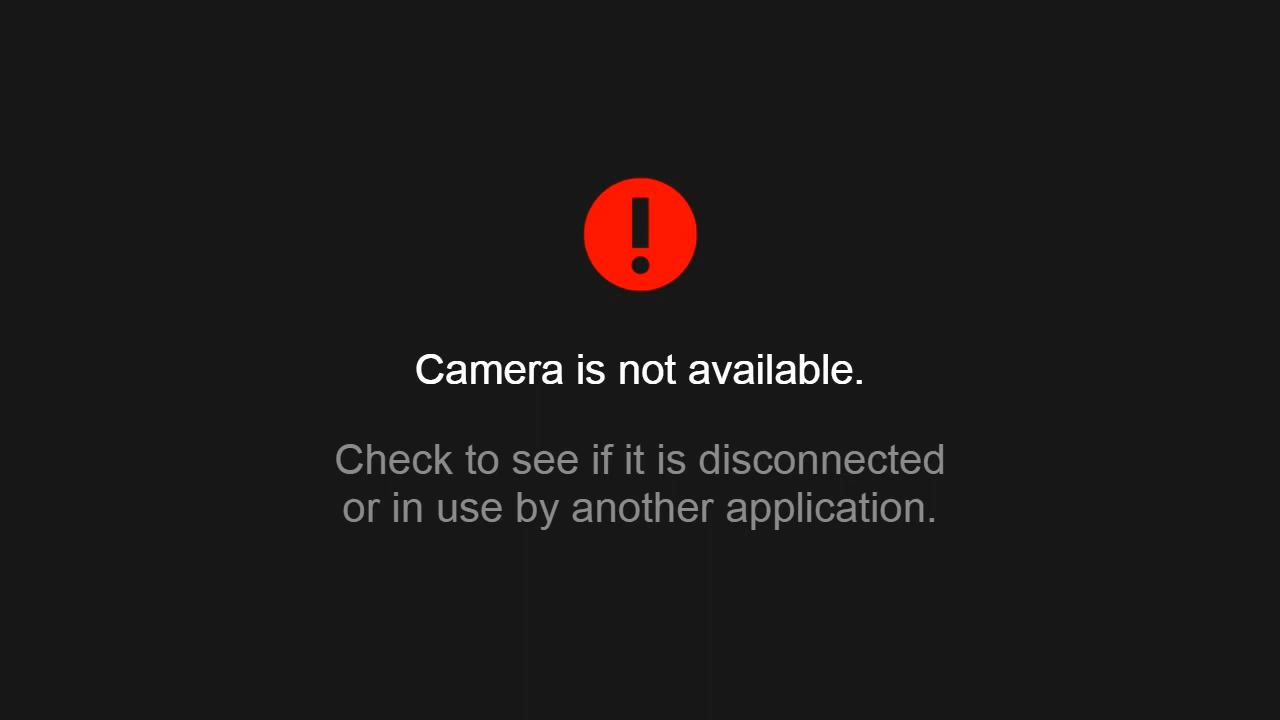 Camera is not available.
Check to see if it is disconnected
or in use by another application.